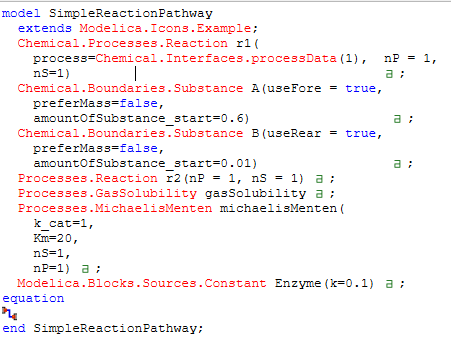 model SimpleReactionPathway
extends Modelica.Icons.Example;
Chemical.Processes.Reaction r1(
process=Chemical.Interfaces.processData(1), nP = 1,
nS=1) a ;
Chemical.Boundaries.Substance A(useFore = true,
preferMass=false,
amountOfSubstance_start=0.6) a ;
Chemical.Boundaries.Substance B(useRear = true,
preferMass=false,
amountOfSubstance_start=0.01) a ;
Processes.Reaction r2(nP = 1, nS = 1) a ;
Processes.GasSolubility gasSolubility a ;
Processes.MichaelisMenten michaelisMenten(
k_cat=1,
Km=20,
nS=1,
nP=1) a ;
Modelica.Blocks.Sources.Constant Enzyme(k=0.1) a ;
equation
end SimpleReactionPathway;